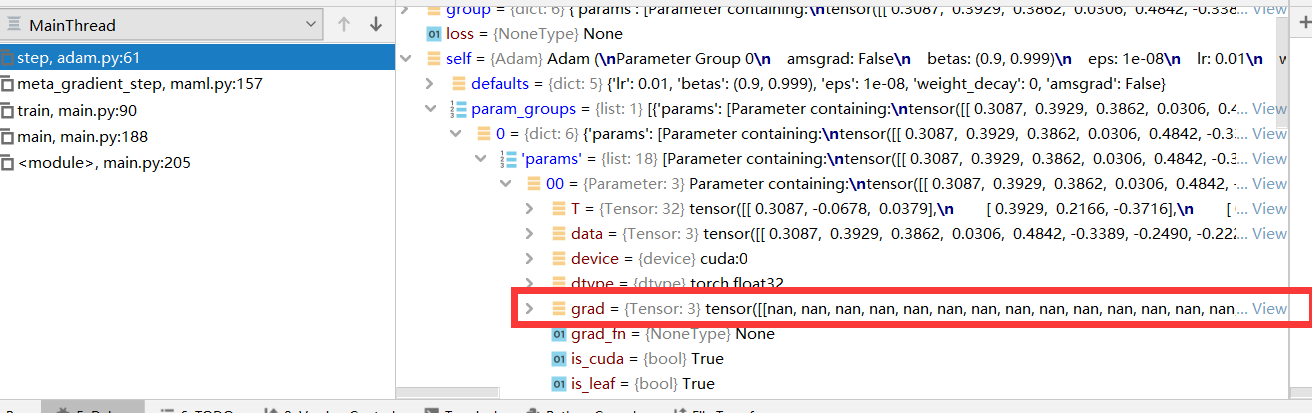 MainThread
step, adam.py:61
meta_gradient_step, maml.py:157
train, main.py:90
main, main.py:188
<module>, main.py:205
group = {dict: 6} {'params': [Parameter containing:\ntensor([[ 0.3087, 0.3929, 0.3862, 0.0306, 0.4842, -0.338... View
loss = {NoneType} None
self = {Adam} Adam (\nParameter Group 0\n amsgrad: False\n betas: (0.9, 0.999)\n eps: 1e-08\n lr: 0.01\n
defaults = {dict: 5} {'lr': 0.01, 'betas': (0.9, 0.999), 'eps': 1e-08, 'weight_decay': 0, 'amsgrad': False}
param_groups = {list: 1} [{'params': [Parameter containing:\ntensor([[ 0.3087, 0.3929, 0.3862, 0.0306, 0.4... View
0 = {dict: 6} {'params': [Parameter containing:\ntensor([[ 0.3087, 0.3929, 0.3862, 0.0306, 0.4842, -0.3... View
'params' = {list: 18} [Parameter containing:\ntensor([[ 0.3087, 0.3929, 0.3862, 0.0306, 0.4842, -0.3... View
00 = {Parameter: 3} Parameter containing:\ntensor([[ 0.3087, 0.3929, 0.3862, 0.0306, 0.4842, -... View
T = {Tensor: 32} tensor([[ 0.3087, -0.0678, 0.0379],\n [ 0.3929, 0.2166, -0.3716],\n [ ... View
data = {Tensor: 3} tensor([[ 0.3087, 0.3929, 0.3862, 0.0306, 0.4842, -0.3389, -0.2490, -0.222... View
device = {device} cuda:0
dtype = {dtype} torch.float32
grad = {Tensor: 3} tensor([[nan, nan, nan, nan, nan, nan, nan, nan, nan, nan, nan, nan, nan, nan... View
grad_fn = {NoneType} None
is_cuda = {bool} True
is_leaf = {bool} True